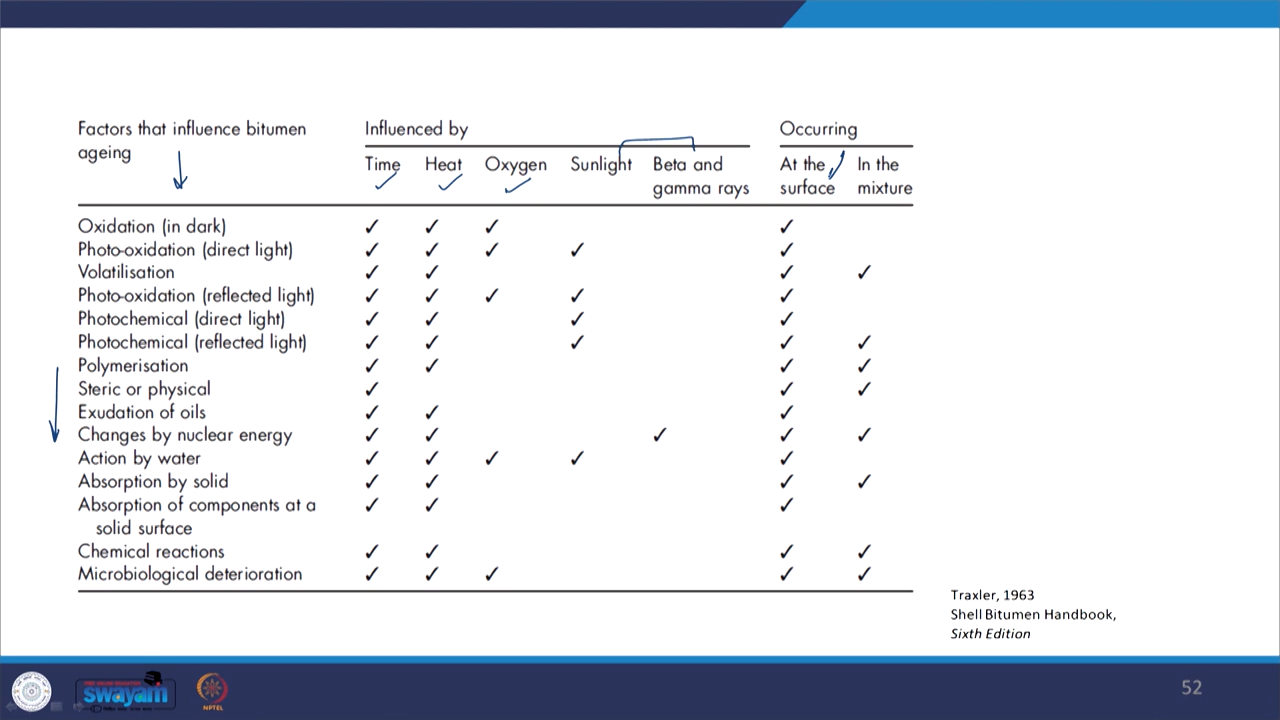 Factors that influence bitumen ageing Influenced by Occurring
Time Heat Oxygen Sunlight Beta and gamma rays At the surface In the mixture
Oxidation (in dark) ✓ ✓ ✓ ✓
Photo-oxidation (direct light) ✓ ✓ ✓ ✓ ✓
Volatilisation ✓ ✓ ✓ ✓
Photo-oxidation (reflected light) ✓ ✓ ✓ ✓ ✓
Photochemical (direct light) ✓ ✓ ✓ ✓
Photochemical (reflected light) ✓ ✓ ✓ ✓ ✓
Polymerisation ✓ ✓ ✓ ✓
Steric or physical ✓ ✓ ✓
Exudation of oils ✓ ✓ ✓
Changes by nuclear energy ✓ ✓ ✓ ✓ ✓
Action by water ✓ ✓ ✓ ✓ ✓
Absorption by solid ✓ ✓ ✓ ✓
Absorption of components at a ✓ ✓ ✓
solid surface
Chemical reactions ✓ ✓ ✓ ✓
Microbiological deterioration ✓ ✓ ✓ ✓ ✓
Traxler, 1963
Shell Bitumen Handbook,
Sixth Edition
swayam
NPTEL
52